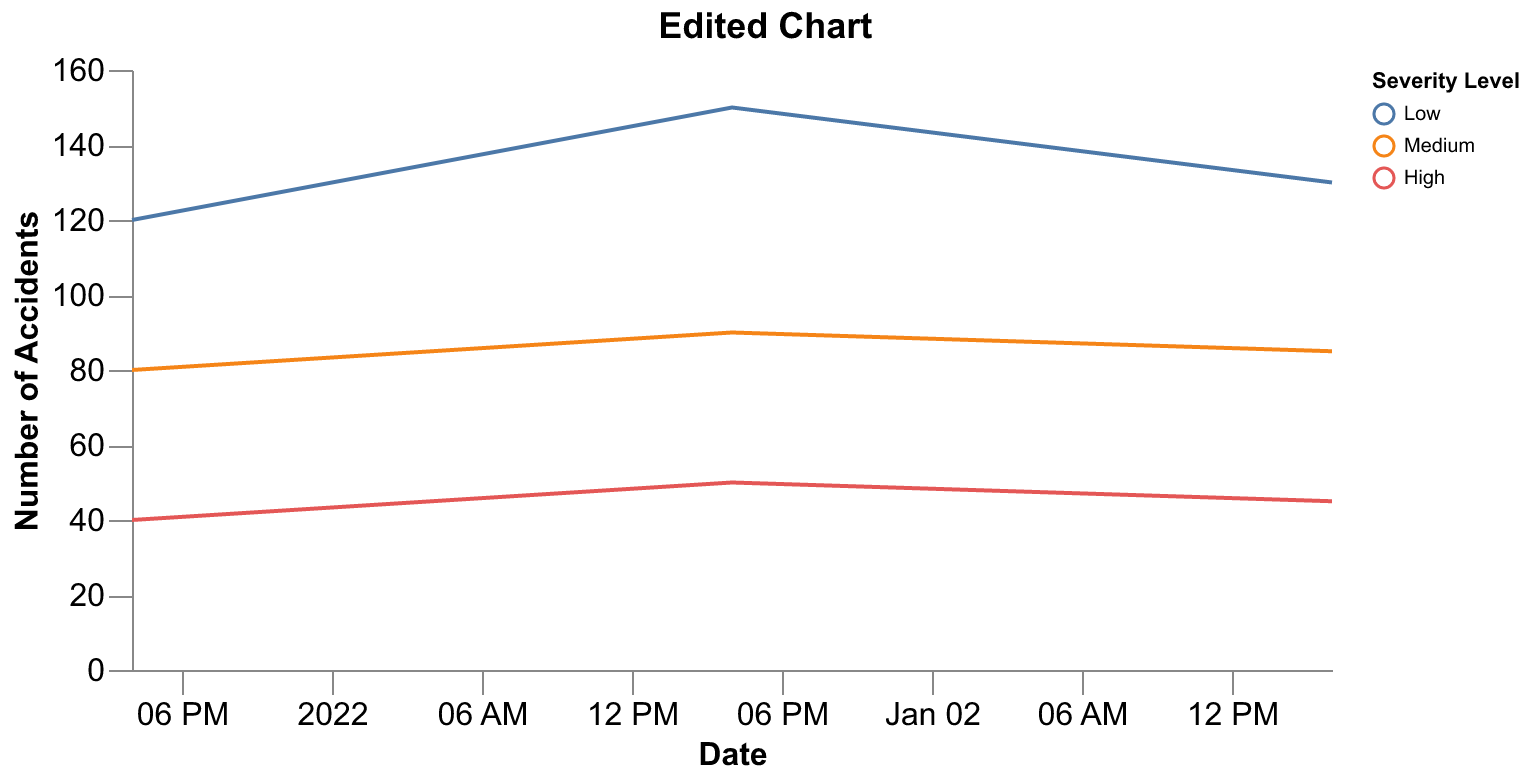 Edited Chart
Severity Level
Low
Medium
High
Number of Accidents
160
140
120
100
80
60
40
20
0
06 PM 2022 06 AM 12 PM 06 PM Jan 02 06 AM 12 PM
Date